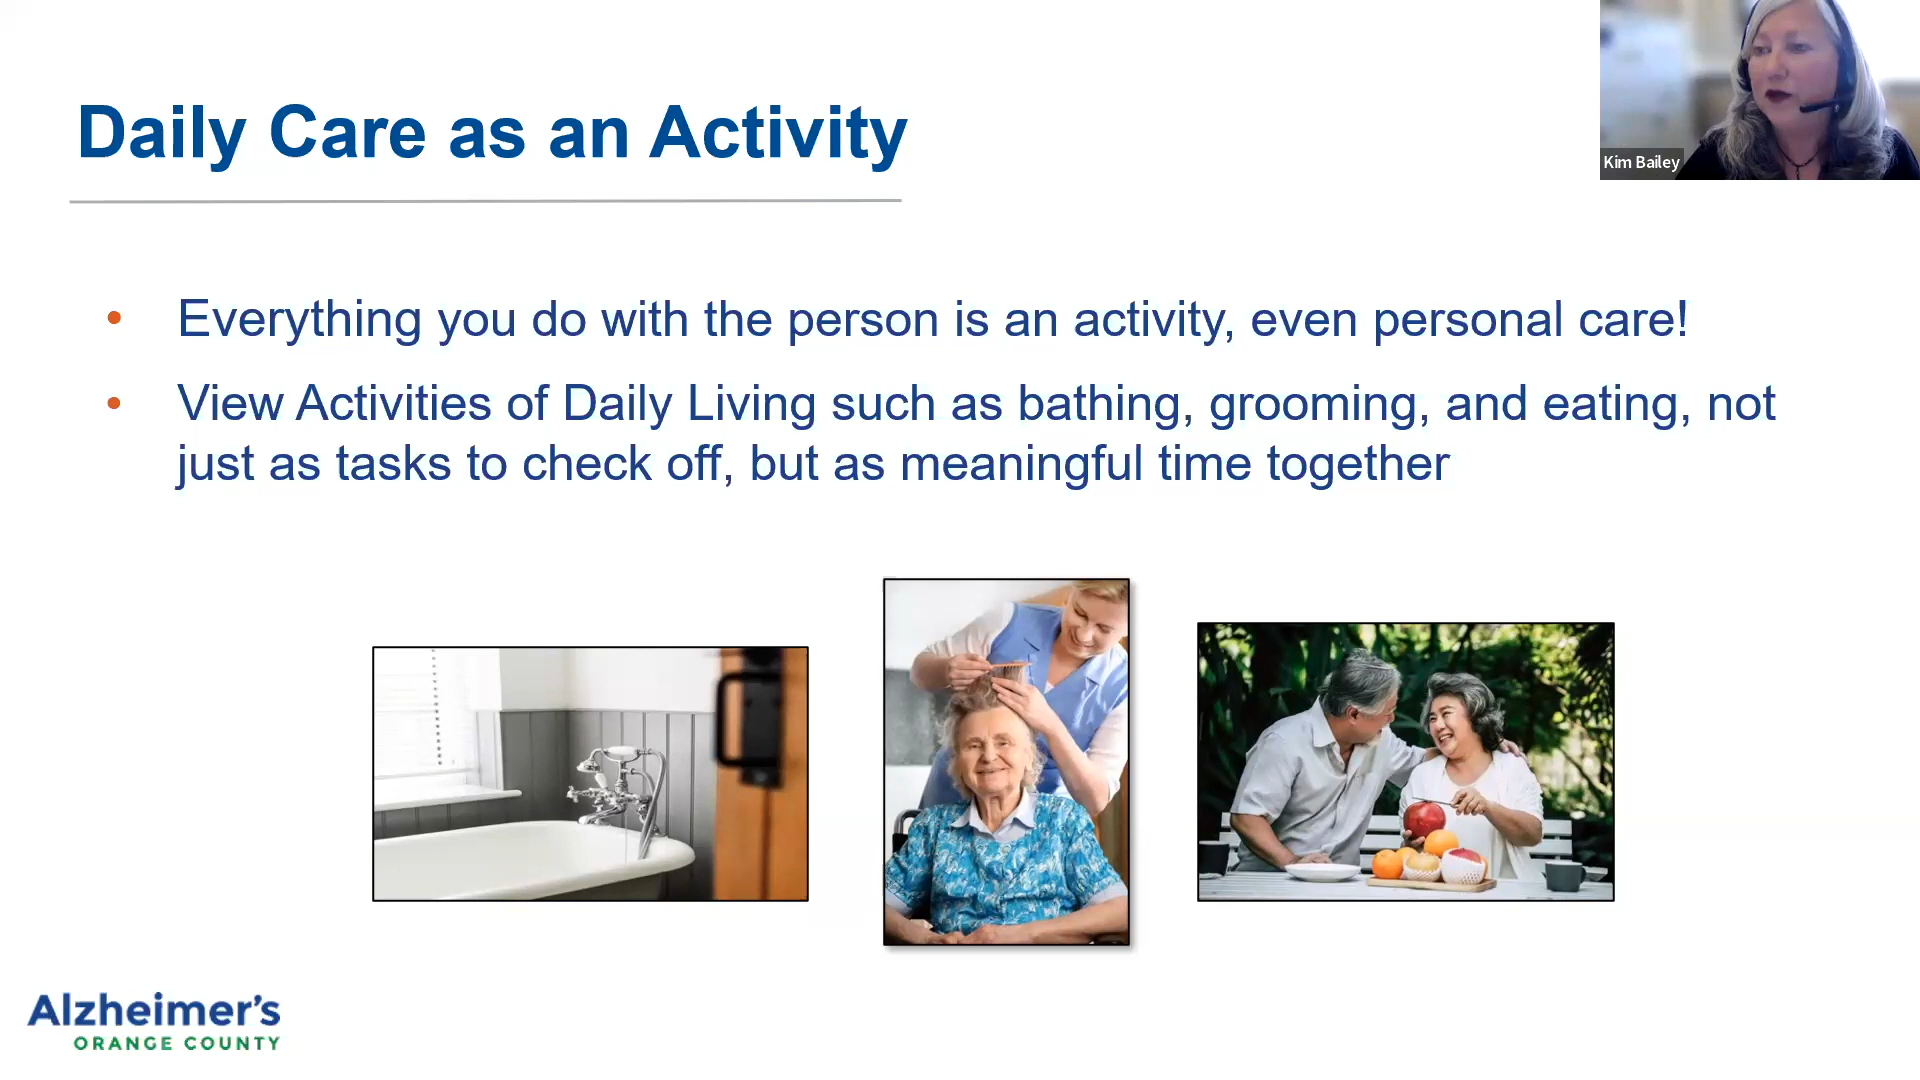 Daily Care as an Activity
Kim Bailey
• Everything you do with the person is an activity, even personal care!
• View Activities of Daily Living such as bathing, grooming, and eating, not
just as tasks to check off, but as meaningful time together
Alzheimer's
ORANGE COUNTY